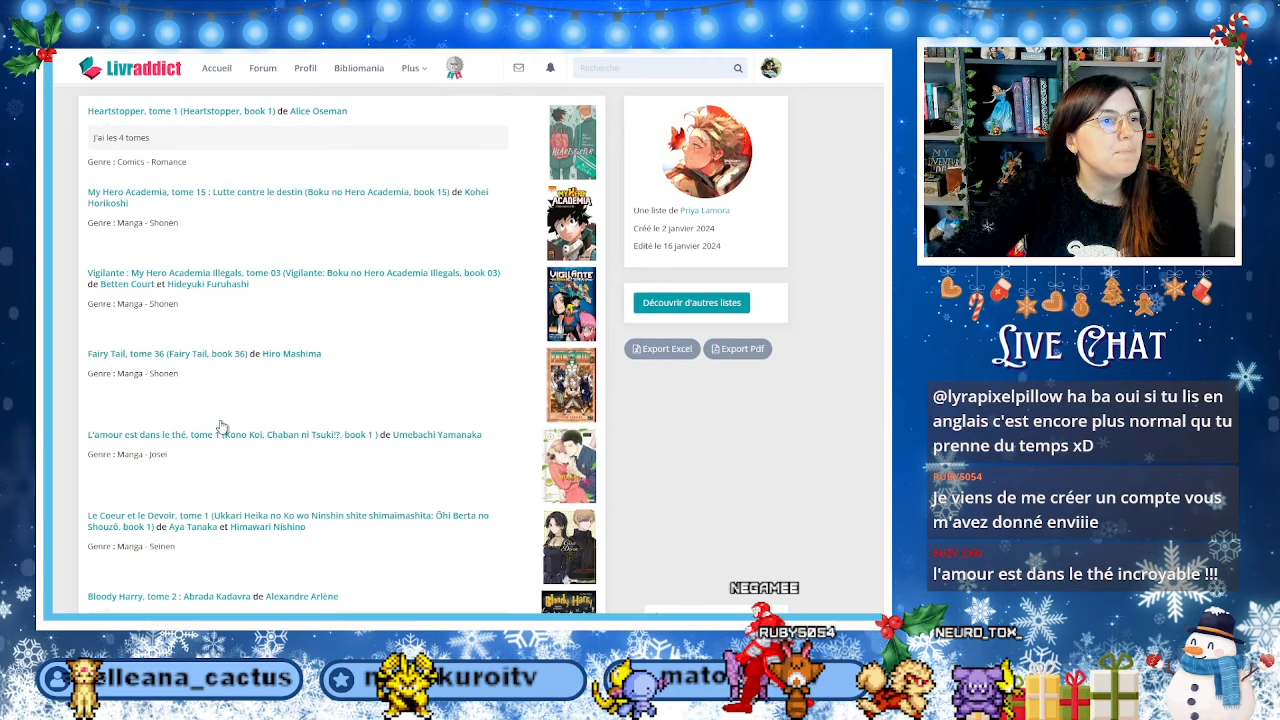 Livraddict
Accueil
Forum
Profil
Bibliomania
Plus
Recherche
Heartstopper, tome 1 (Heartstopper, book 1) de Alice Oseman
J'ai les 4 tomes
Genre : Comics - Romance
My Hero Academia, tome 15 : Lutte contre le destin (Boku no Hero Academia, book 15) de Kohei
Horikoshi
Genre : Manga - Shonen
Vigilante : My Hero Academia Illegals, tome 03 (Vigilante: Boku no Hero Academia Illegals, book 03)
de Betten Court et Hideyuki Furuhashi
Genre : Manga - Shonen
Fairy Tail, tome 36 (Fairy Tail, book 36) de Hiro Mashima
Genre : Manga - Shonen
L'amour est dans le thé, tome Kono Koi, Chaban ni Tsuki!?, book 1 ) de Umebachi Yamanaka
Genre : Manga - Josei
Le Coeur et le Devoir, tome 1 (Ukkari Heika no Ko wo Ninshin shite shimaimashita: Ôhi Berta no
Shouzô, book 1) de Aya Tanaka et Himawari Nishino
Genre : Manga - Seinen
Bloody Harry, tome 2 : Abrada Kadavra de Alexandre Arlène
HEARTSTOPPER
MY HERO
ACADEMIA
VIGILANTE
Bloody Harry
Une liste de Priya Lamora
Créé le 2 janvier 2024
Edité le 16 janvier 2024
Découvrir d'autres listes
Export Excel
Export Pdf
LIVE CHAT
@lyrapixelpillow ha ba oui si tu lis en
anglais c'est encore plus normal qu tu
prenne du temps xD
RUBY5054
Je viens de me créer un compte vous
m'avez donné enviiie
l'amour est dans le thé incroyable !!!
NEGAMEE
RUBY5054
NEURO_TOX_
elleana_cactus
kuroitv
mato